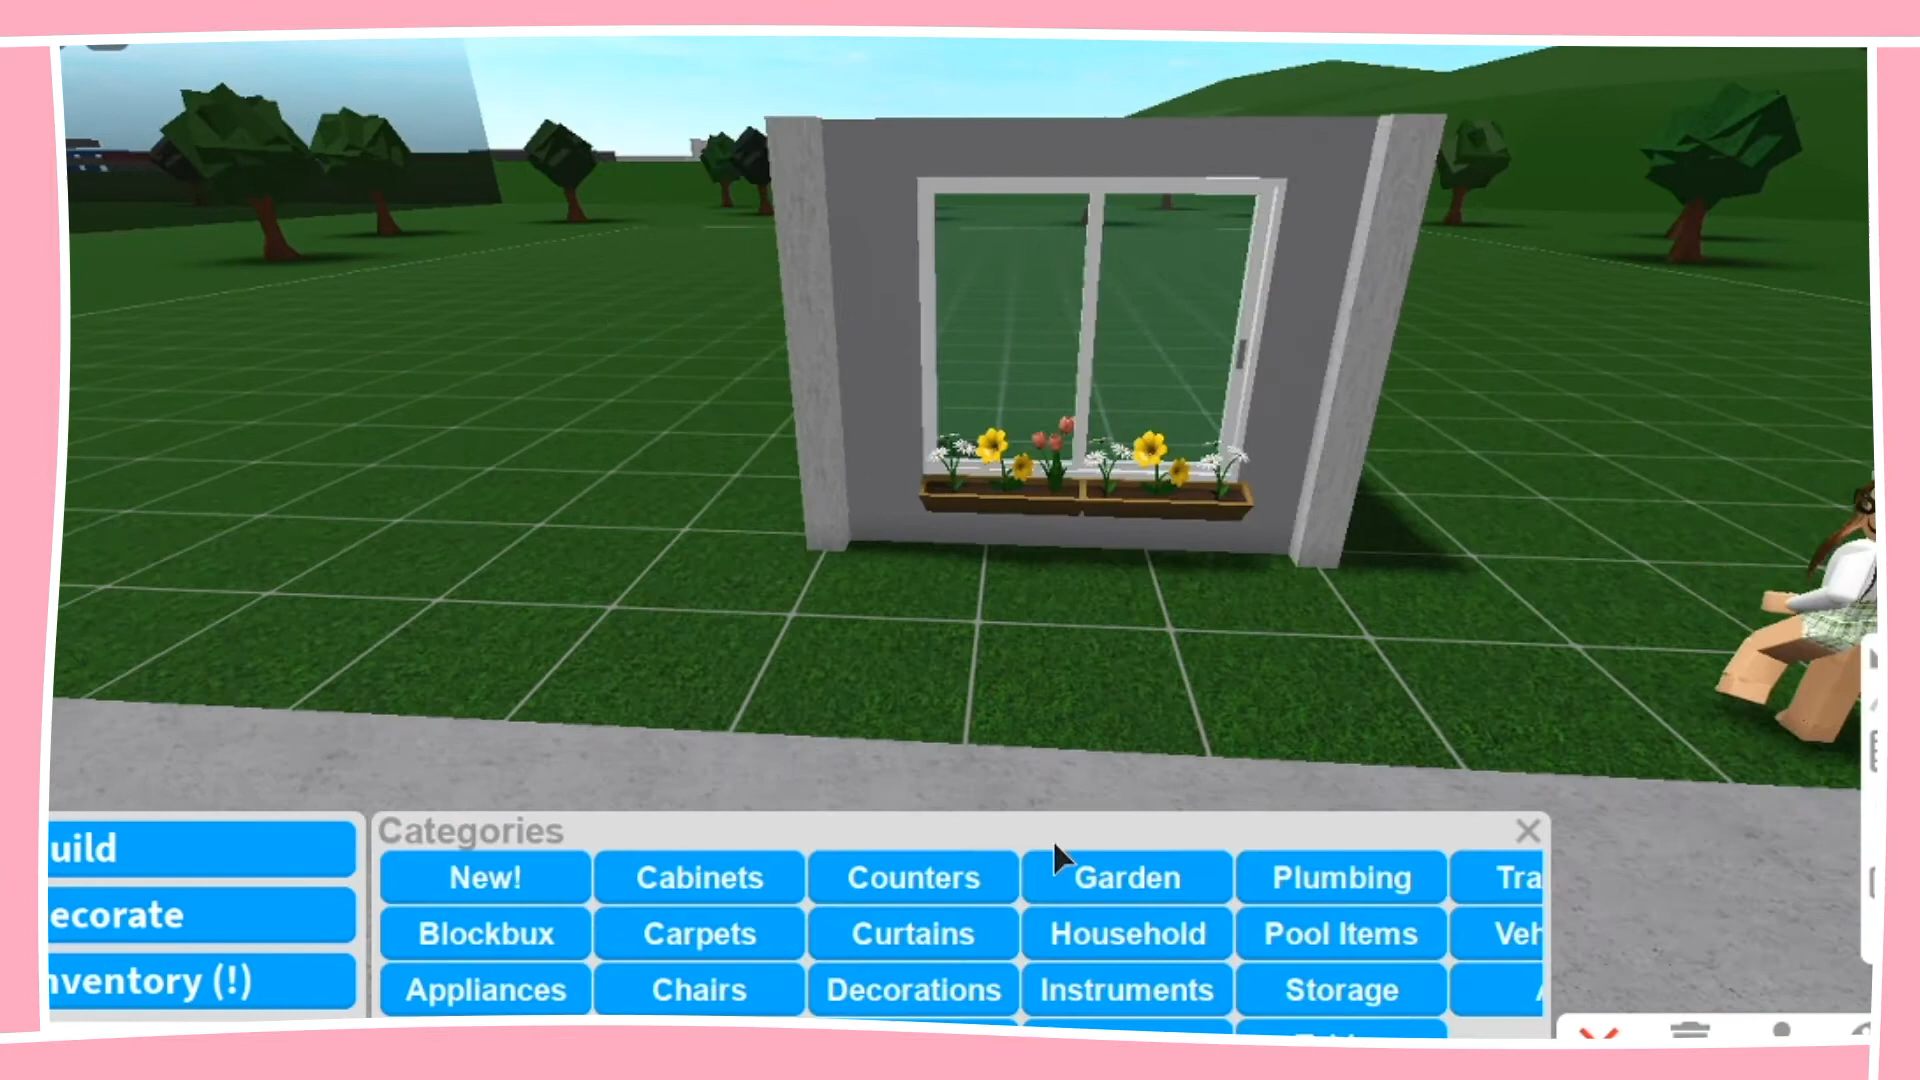 Categories
uild
New! Cabinets Counters Garden Plumbing Tra
ecorate
Blockbux Carpets Curtains Household Pool Items Veh
nventory (!)
Appliances Chairs Decorations Instruments Storage